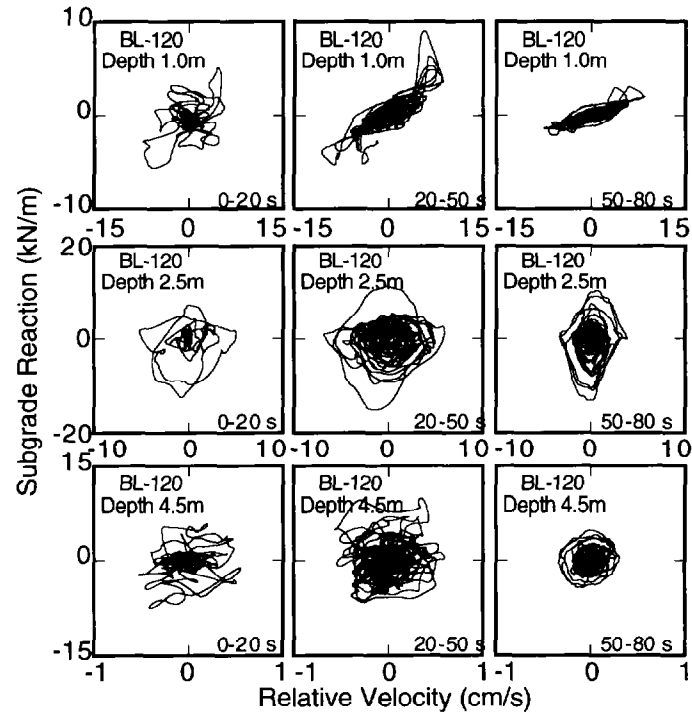 Subgrade Reaction (kN/m)
10
0
-10
BL-120
Depth 1.0m
0-20 s
BL-120
Depth 1.0m
20-50 s
BL-120
Depth 1.0m
50-80 s
-15 0 15 -15 0 15 -15 0 15
20
0
-20
BL-120
Depth 2.5m
0-20 s
BL-120
Depth 2.5m
20-50 s
BL-120
Depth 2.5m
50-80 s
-10 0 10 -10 0 10 -10 0 10
15
0
-15
BL-120
Depth 4.5m
0-20 s
BL-120
Depth 4.5m
20-50 s
BL-120
Depth 4.5m
50-80 s
-1 0 1 -1 0 1 -1 0 1
Relative Velocity (cm/s)